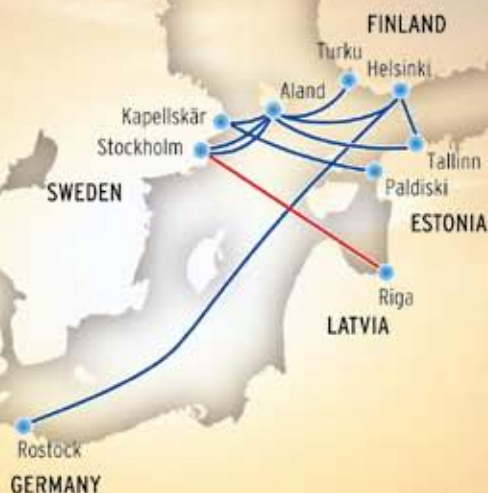 FINLAND
Turku
Helsinki
Aland
Kapellskär
Stockholm
Tallinn
Paldiski
SWEDEN
ESTONIA
Riga
LATVIA
Rostock
GERMANY